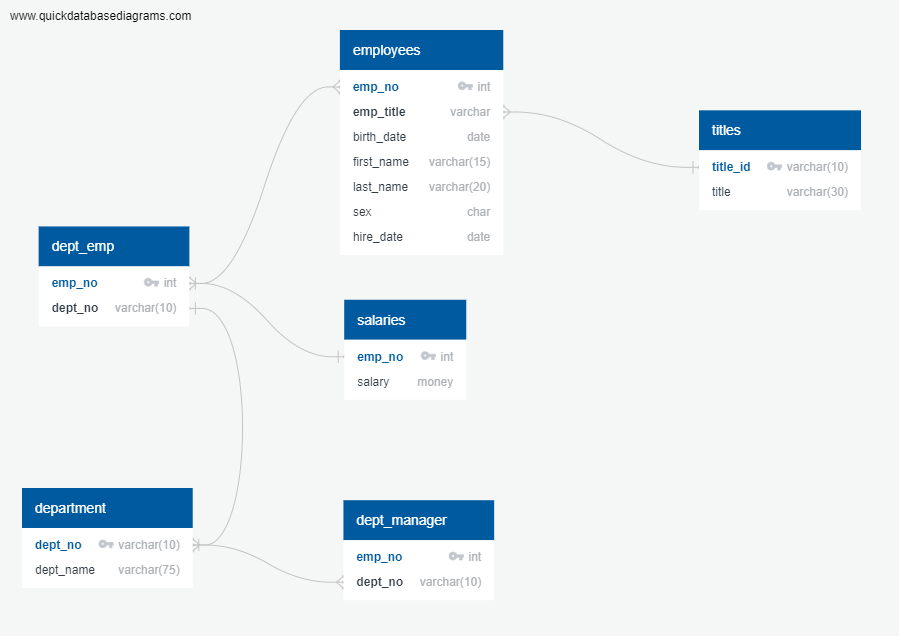 www.quickdatabasediagrams.com
employees
emp_no int
emp_title varchar
birth_date date
first_name varchar(15)
last_name varchar(20)
sex char
hire_date date
titles
title_id varchar(10)
title varchar(30)
dept_emp
emp_no int
dept_no varchar(10)
salaries
emp_no int
salary money
department
dept_no varchar(10)
dept_name varchar(75)
dept_manager
emp_no int
dept_no varchar(10)